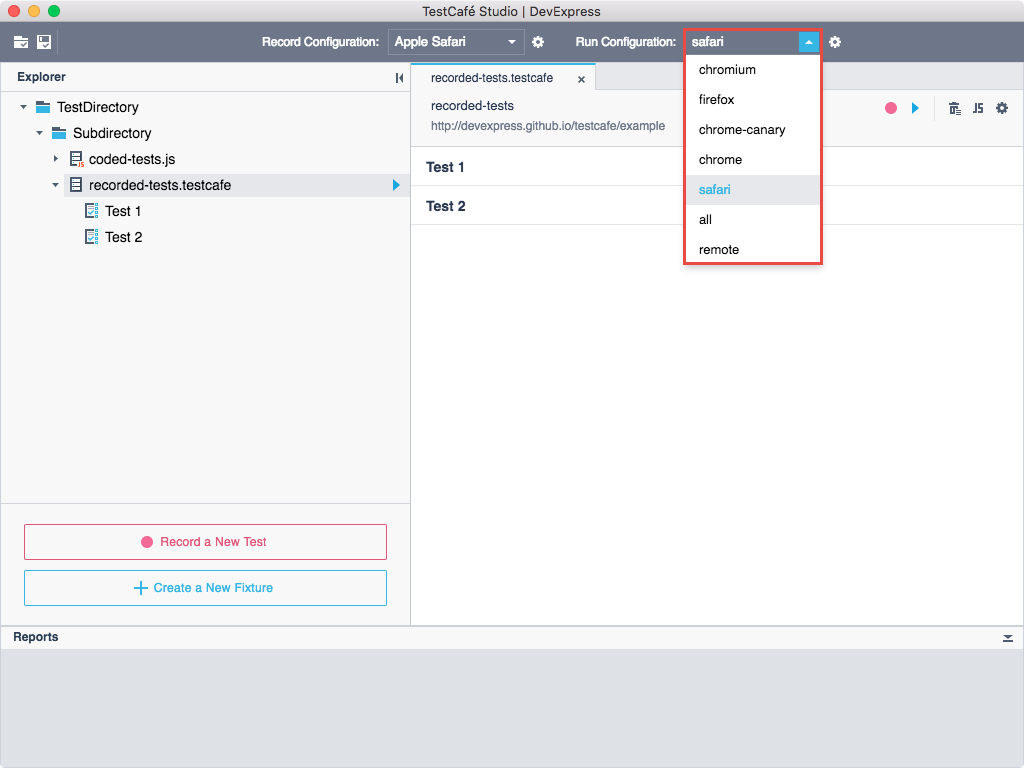 TestCafé Studio | DevExpress
Record Configuration: Apple Safari Run Configuration: safari
Explorer
TestDirectory
Subdirectory
coded-tests.js
recorded-tests.testcafe
Test 1
Test 2
Record a New Test
Create a New Fixture
recorded-tests.testcafe
recorded-tests
http://devexpress.github.io/testcafe/example
JS
Test 1
Test 2
chromium
firefox
chrome-canary
chrome
safari
all
remote
Reports